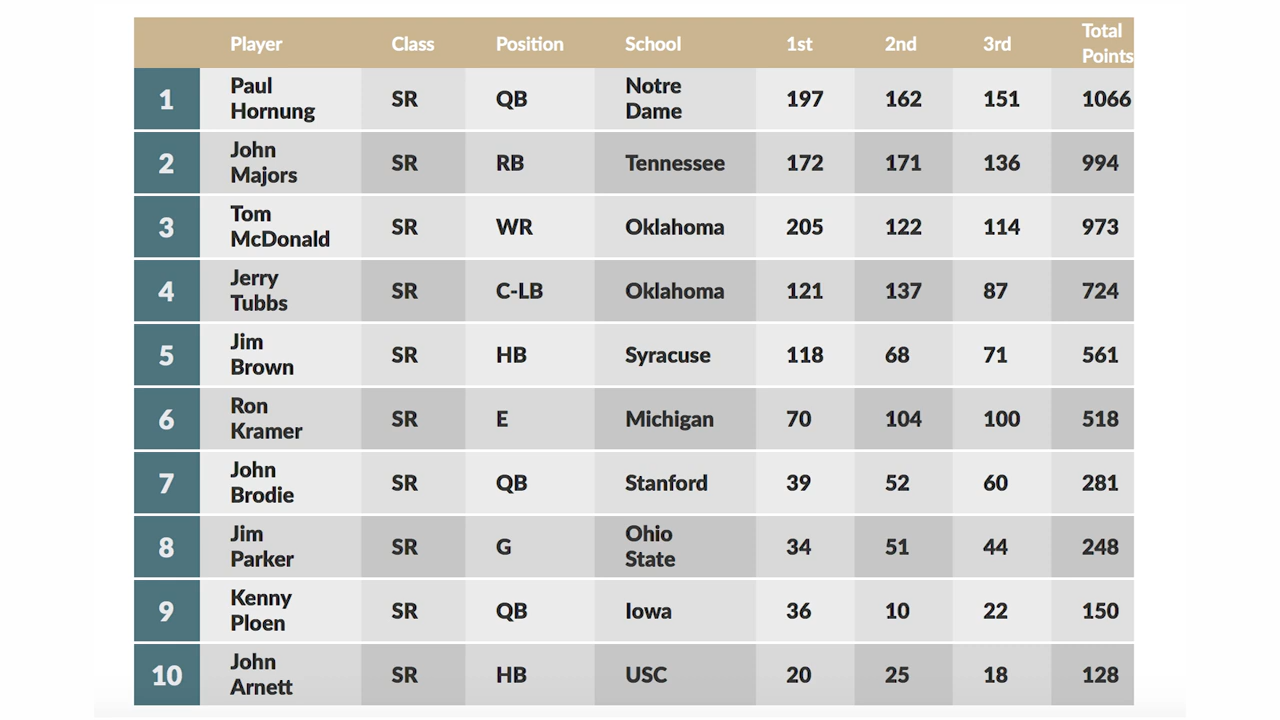 Player Class Position School 1st 2nd 3rd Total Points
1 Paul Hornung SR QB Notre Dame 197 162 151 1066
2 John Majors SR RB Tennessee 172 171 136 994
3 Tom McDonald SR WR Oklahoma 205 122 114 973
4 Jerry Tubbs SR C-LB Oklahoma 121 137 87 724
5 Jim Brown SR HB Syracuse 118 68 71 561
6 Ron Kramer SR E Michigan 70 104 100 518
7 John Brodie SR QB Stanford 39 52 60 281
8 Jim Parker SR G Ohio State 34 51 44 248
9 Kenny Ploen SR QB Iowa 36 10 22 150
10 John Arnett SR HB USC 20 25 18 128